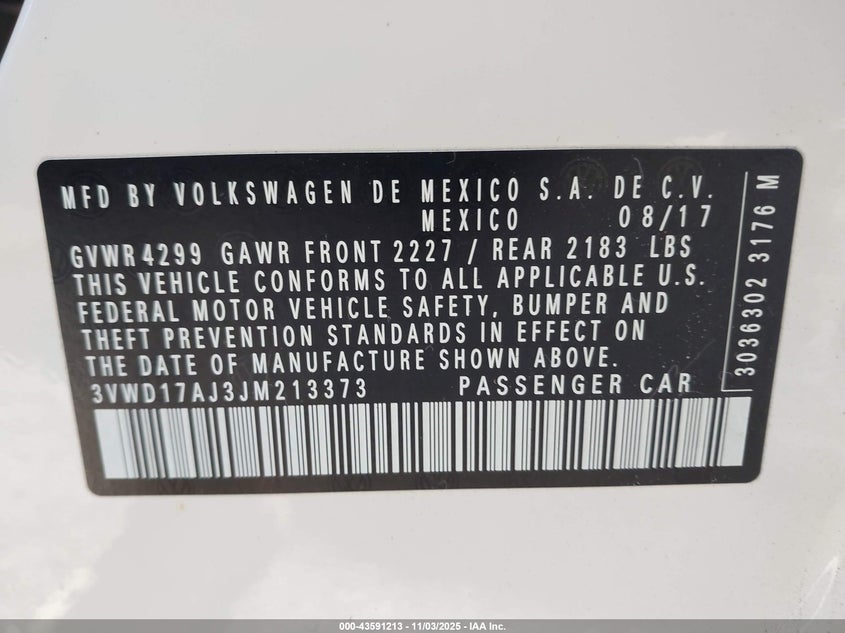 MFD BY VOLKSWAGEN DE MEXICO S.A. DE C.V.
MEXICO 08/17
GVWR 4299 GAWR FRONT 2227 / REAR 2183 LBS
THIS VEHICLE CONFORMS TO ALL APPLICABLE U.S.
FEDERAL MOTOR VEHICLE SAFETY, BUMPER AND
THEFT PREVENTION STANDARDS IN EFFECT ON
THE DATE OF MANUFACTURE SHOWN ABOVE.
3VWD17AJ3JM213373 PASSENGER CAR
3036302 3176 M
000-43591213 - 11/03/2025 - IAA Inc.